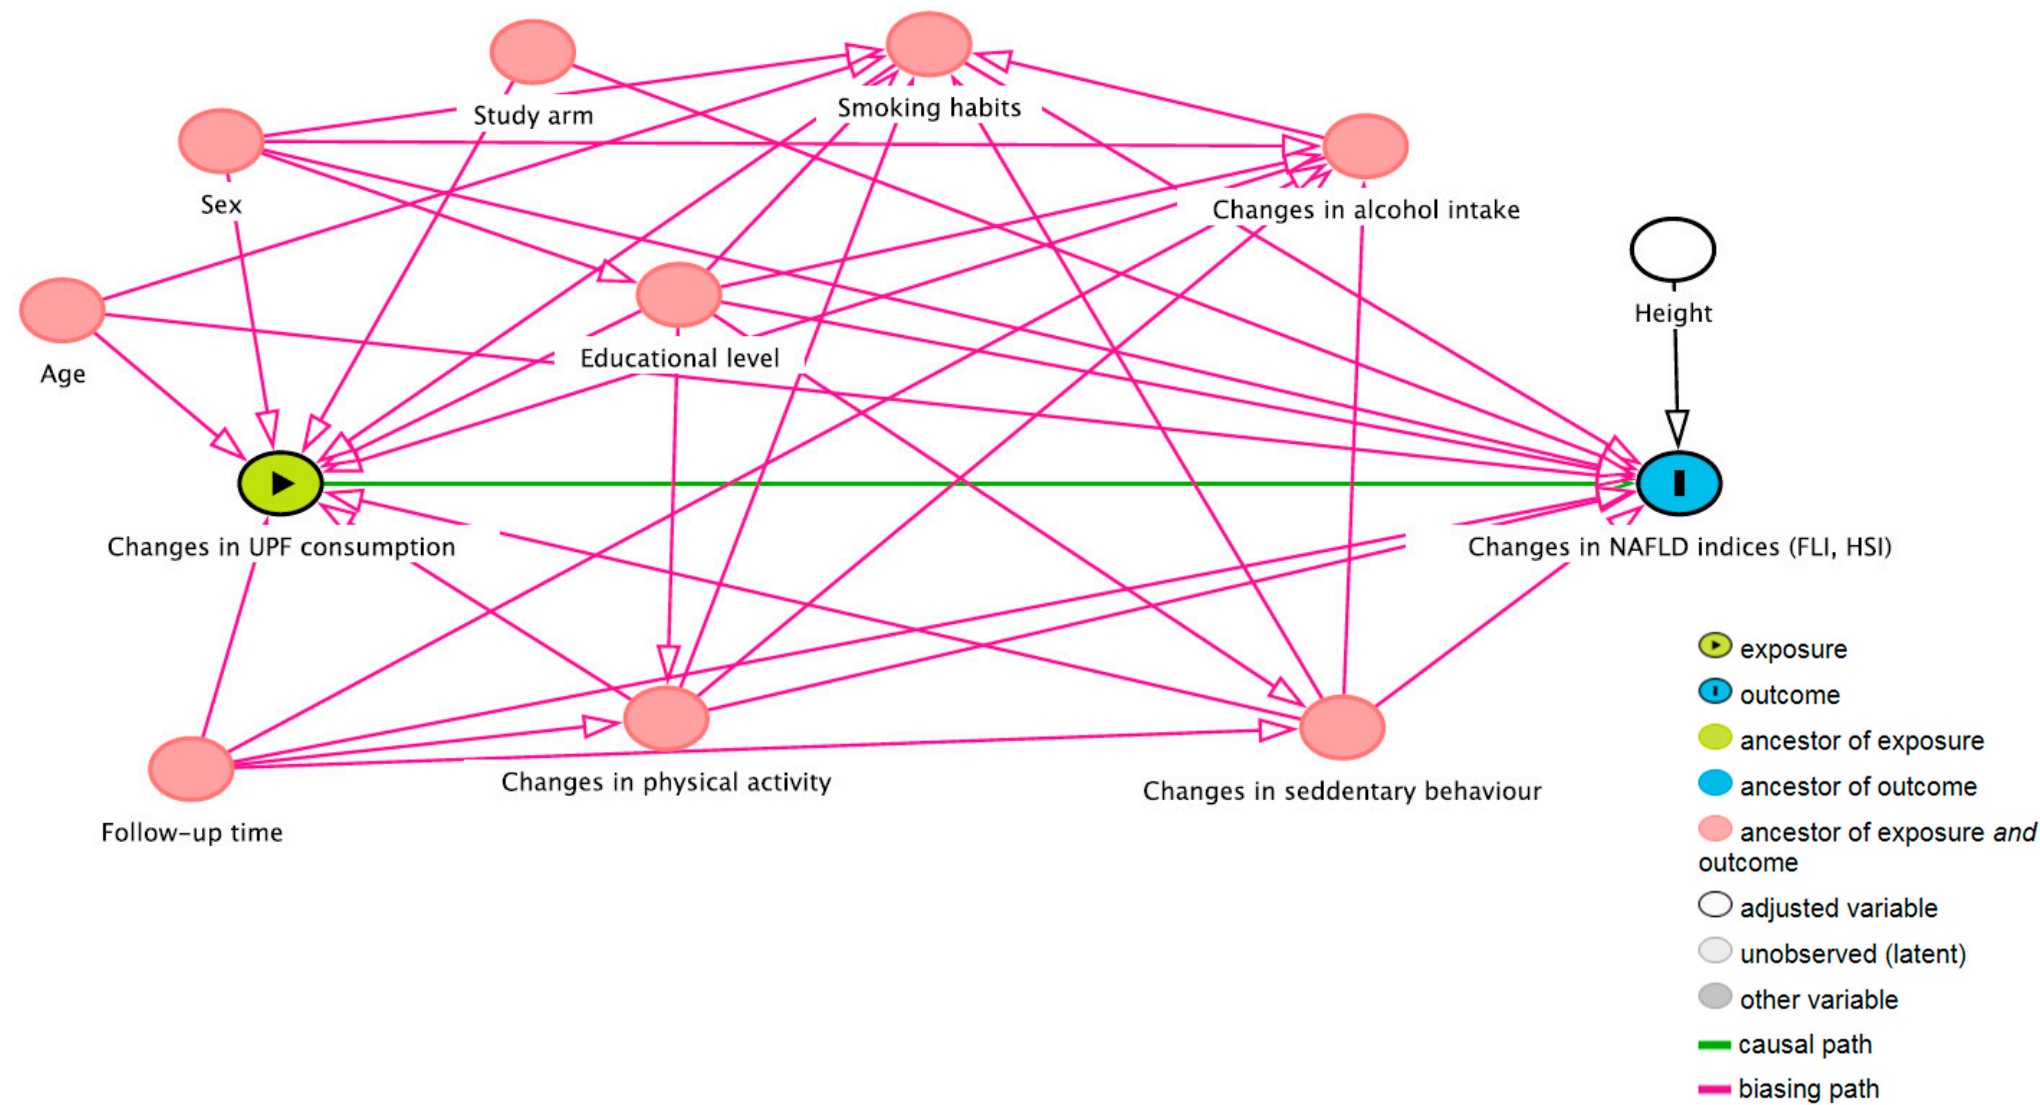 Study arm
Smoking habits
Sex
Changes in alcohol intake
Height
Educational level
Age
Changes in UPF consumption
Changes in NAFLD indices (FLI, HSI)
Changes in physical activity
Changes in seddentary behaviour
Follow-up time
exposure
outcome
ancestor of exposure
ancestor of outcome
ancestor of exposure and
outcome
adjusted variable
unobserved (latent)
other variable
causal path
biasing path